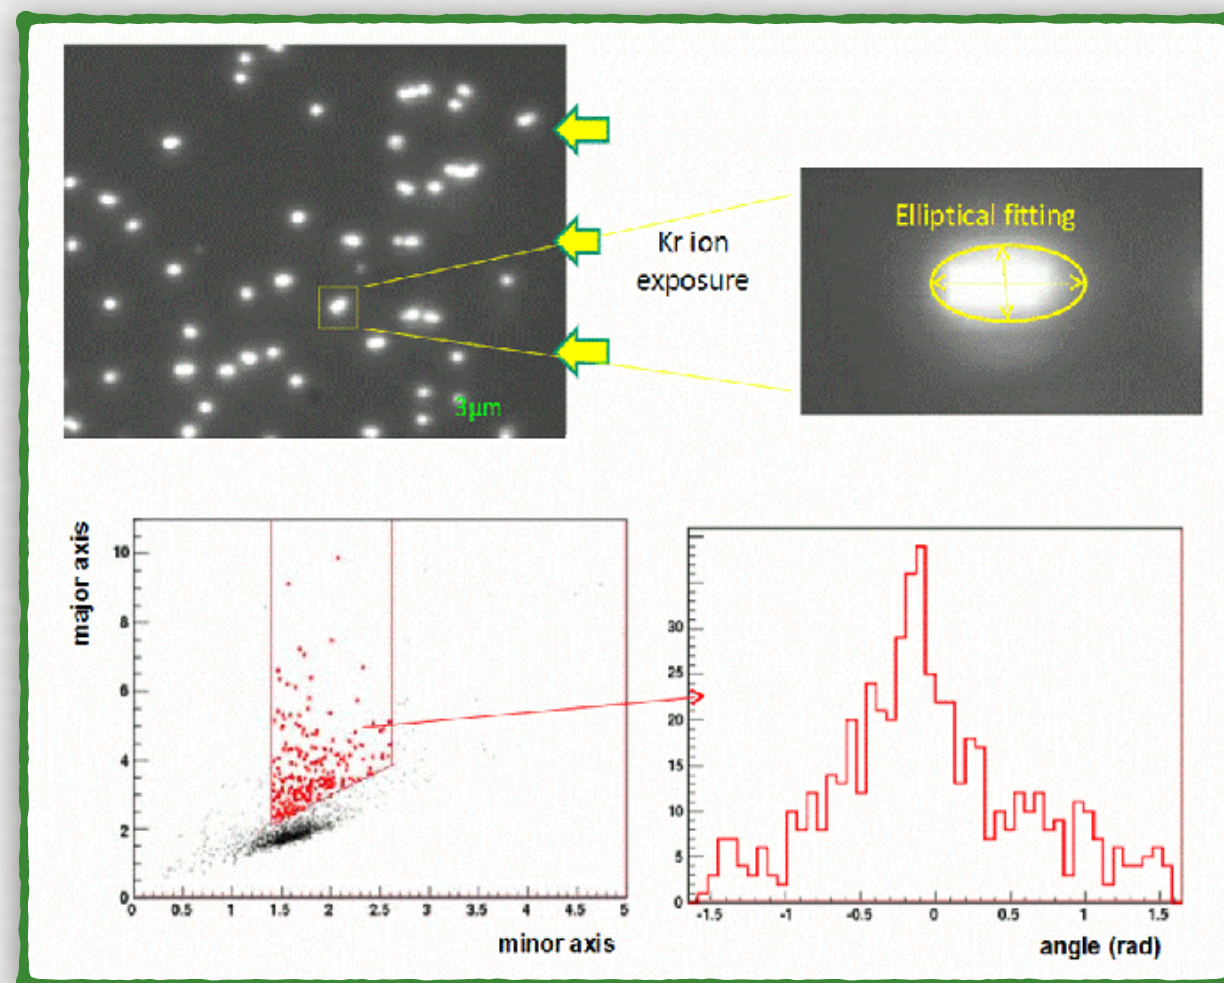 Elliptical fitting
Kr ion
exposure
3µm
major axis
10
8
6
4
2
0
0 0.5 1 1.5 2 2.5 3 3.5 4 4.5 5
minor axis
30
25
20
15
10
5
0
-1.5 -1 -0.5 0 0.5 1 1.5
angle (rad)